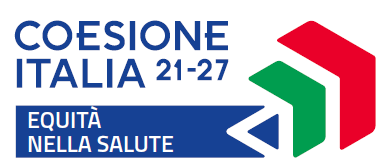 COESIONE
ITALIA 21-27
EQUITÀ
NELLA SALUTE